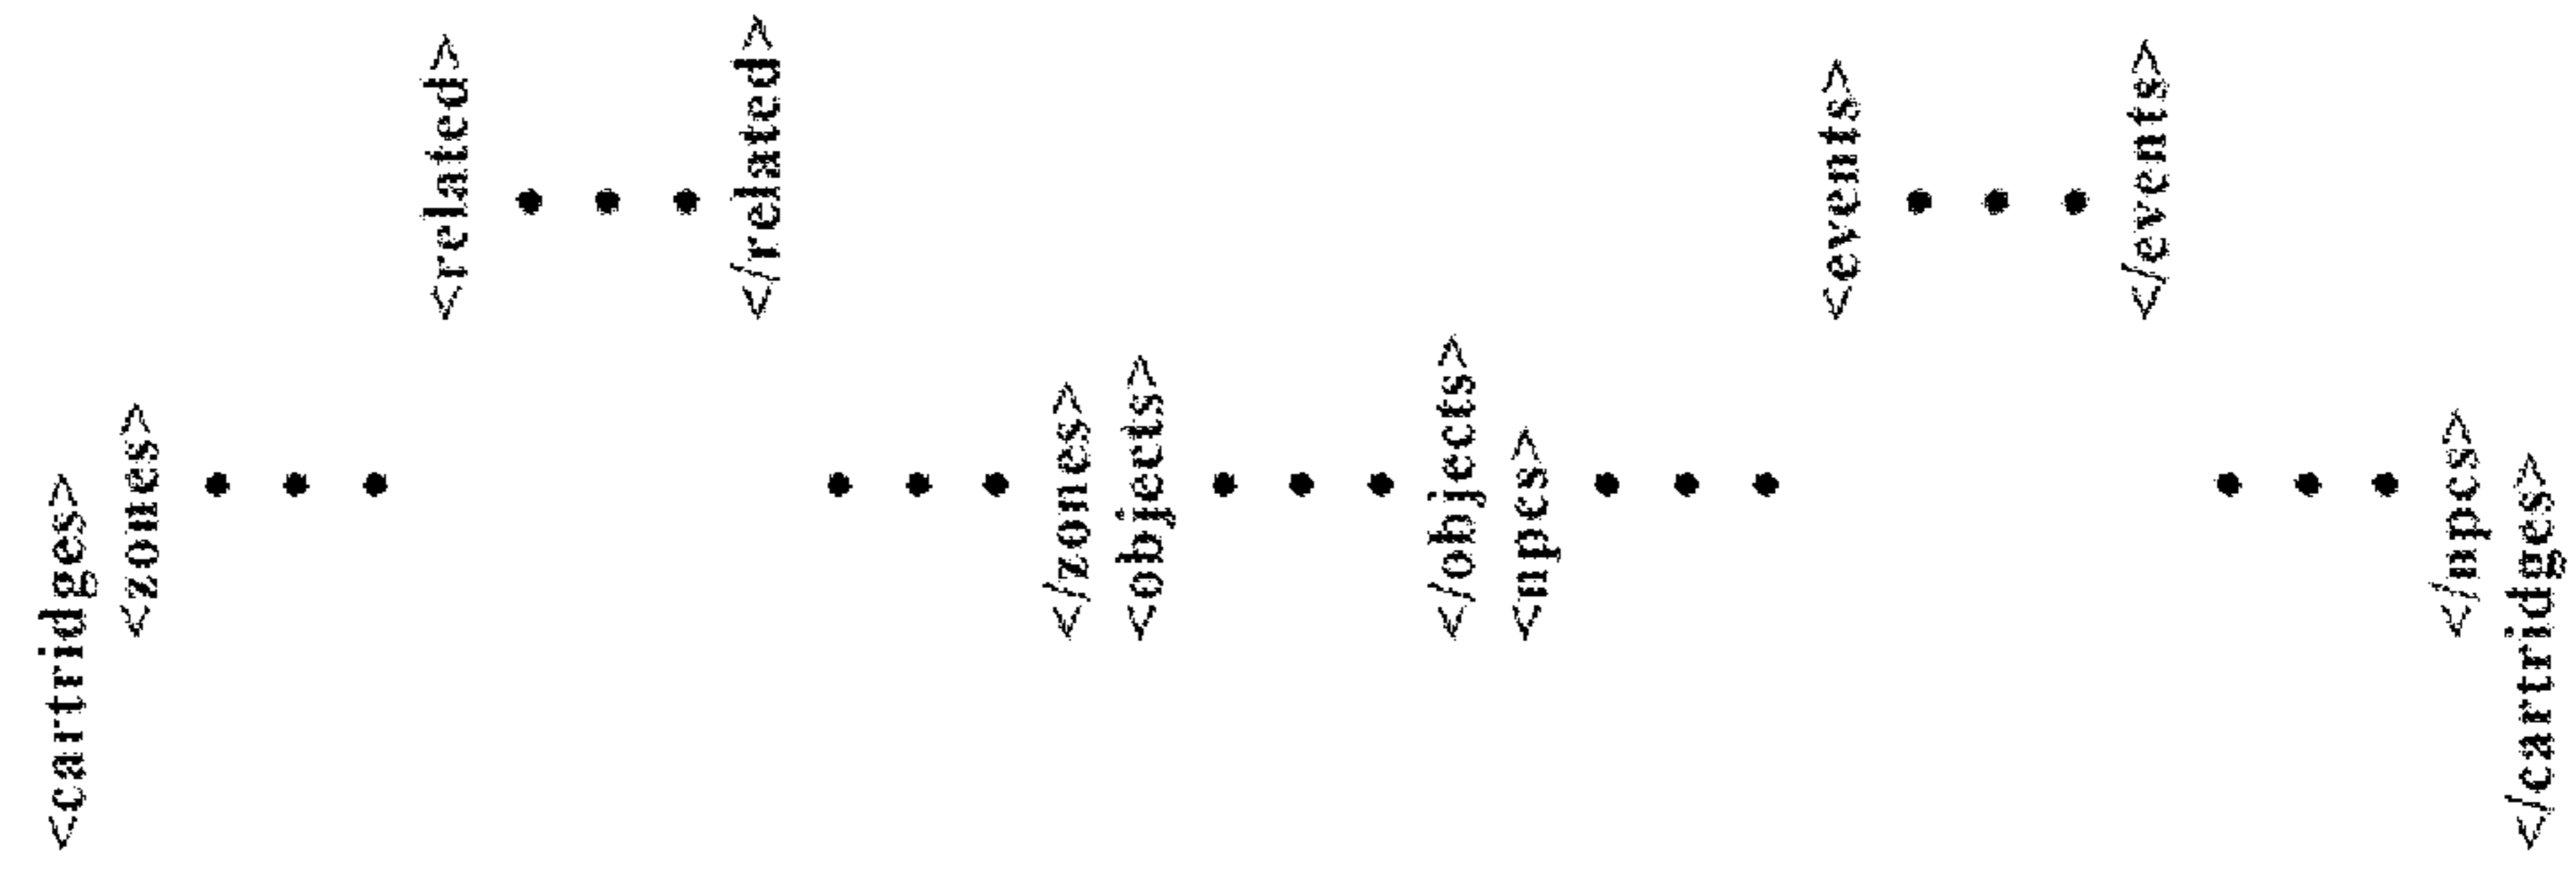 <cartridges>
<zones>
•
•
•
<related>
•
•
•
</related>
•
•
•
</zones>
<objects>
•
•
•
</objects>
<npcs>
•
•
•
<events>
•
•
•
</events>
•
•
•
</npcs>
</cartridges>